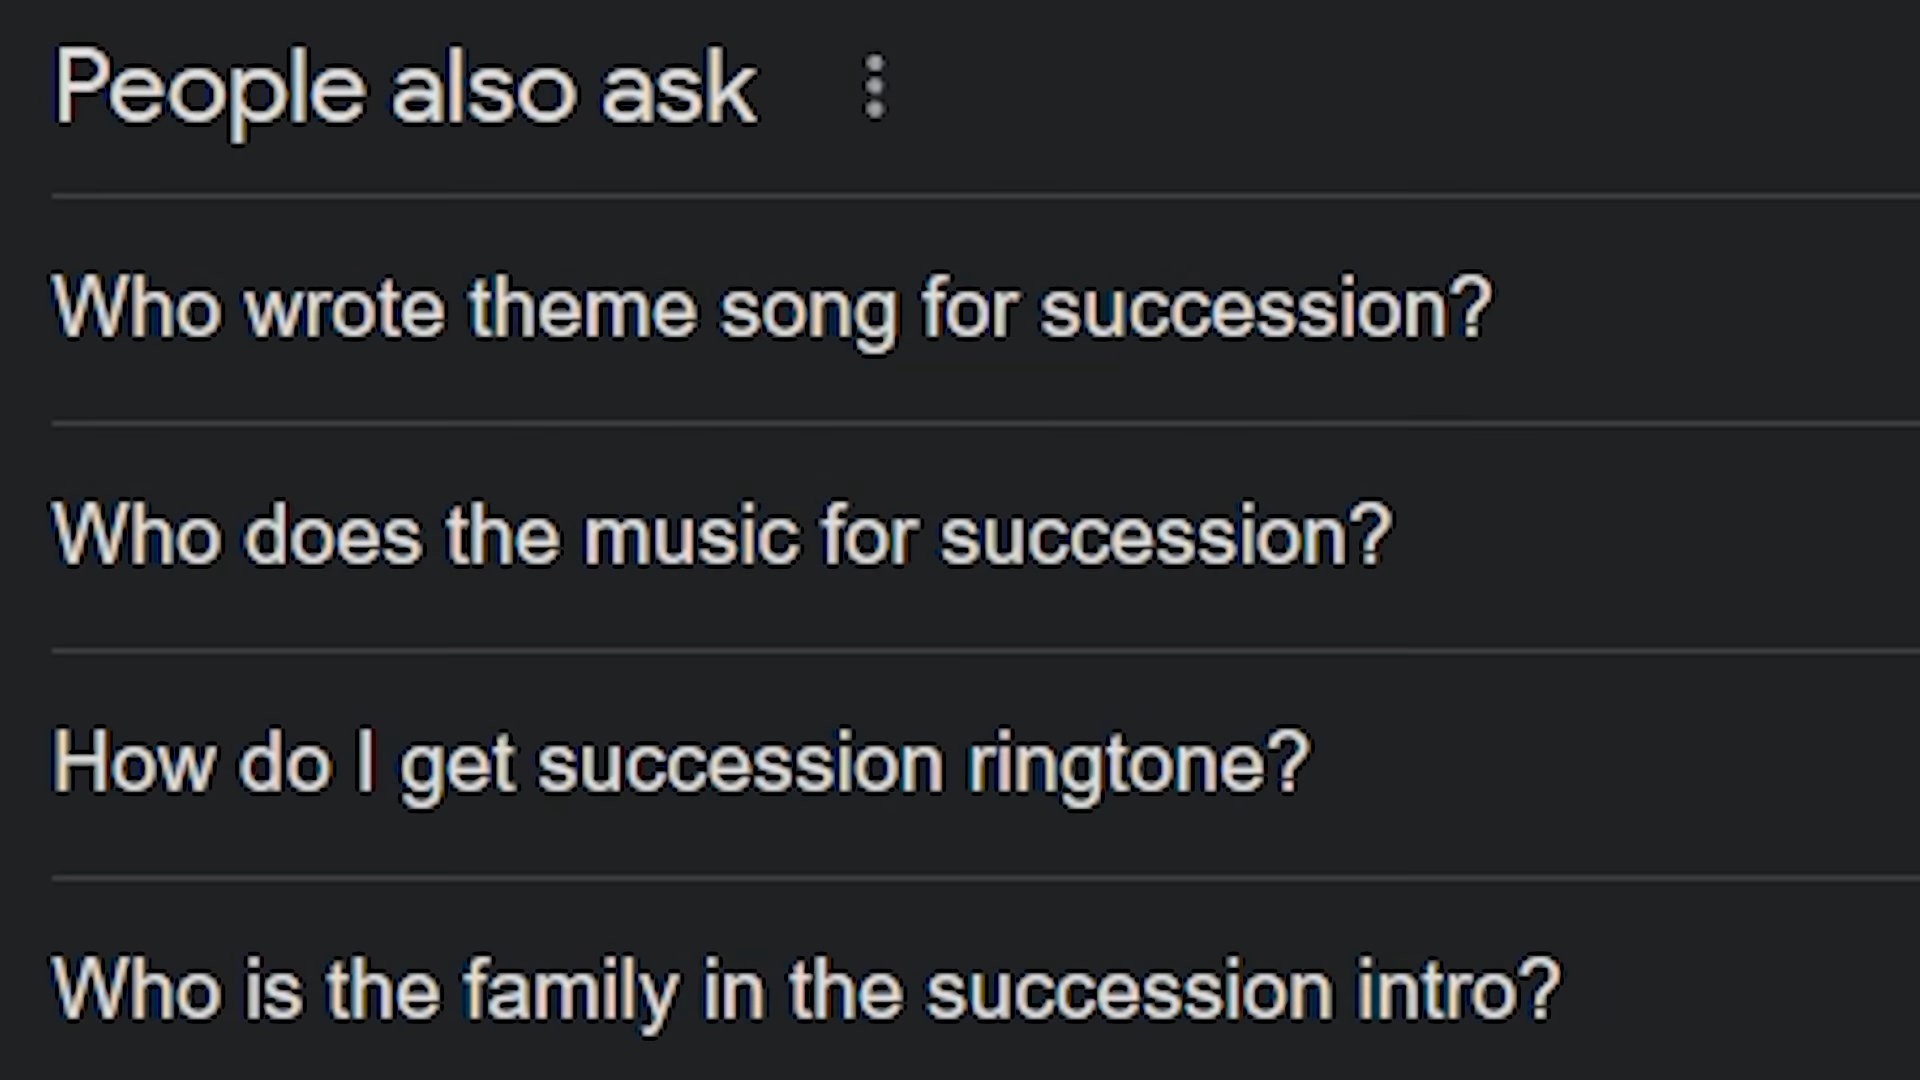 People also ask
Who wrote theme song for succession?
Who does the music for succession?
How do I get succession ringtone?
Who is the family in the succession intro?